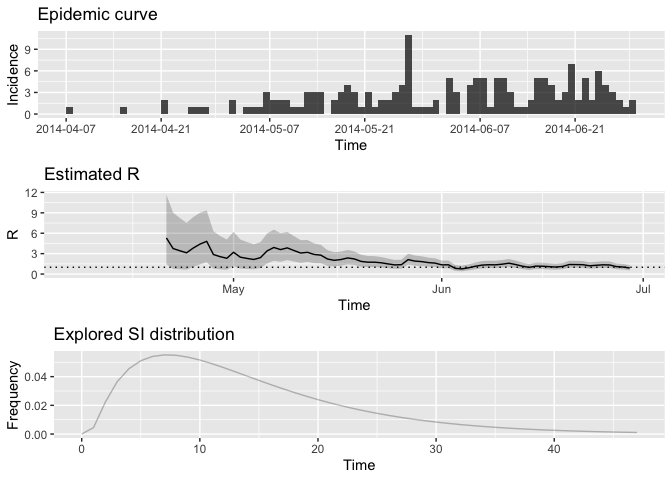 Epidemic curve
Incidence
9
6
3
0
2014-04-07 2014-04-21 2014-05-07 2014-05-21 2014-06-07 2014-06-21
Time
Estimated R
R
12
9
6
3
0
May Jun Jul
Time
Explored SI distribution
Frequency
0.04
0.02
0.00
0 10 20 30 40
Time